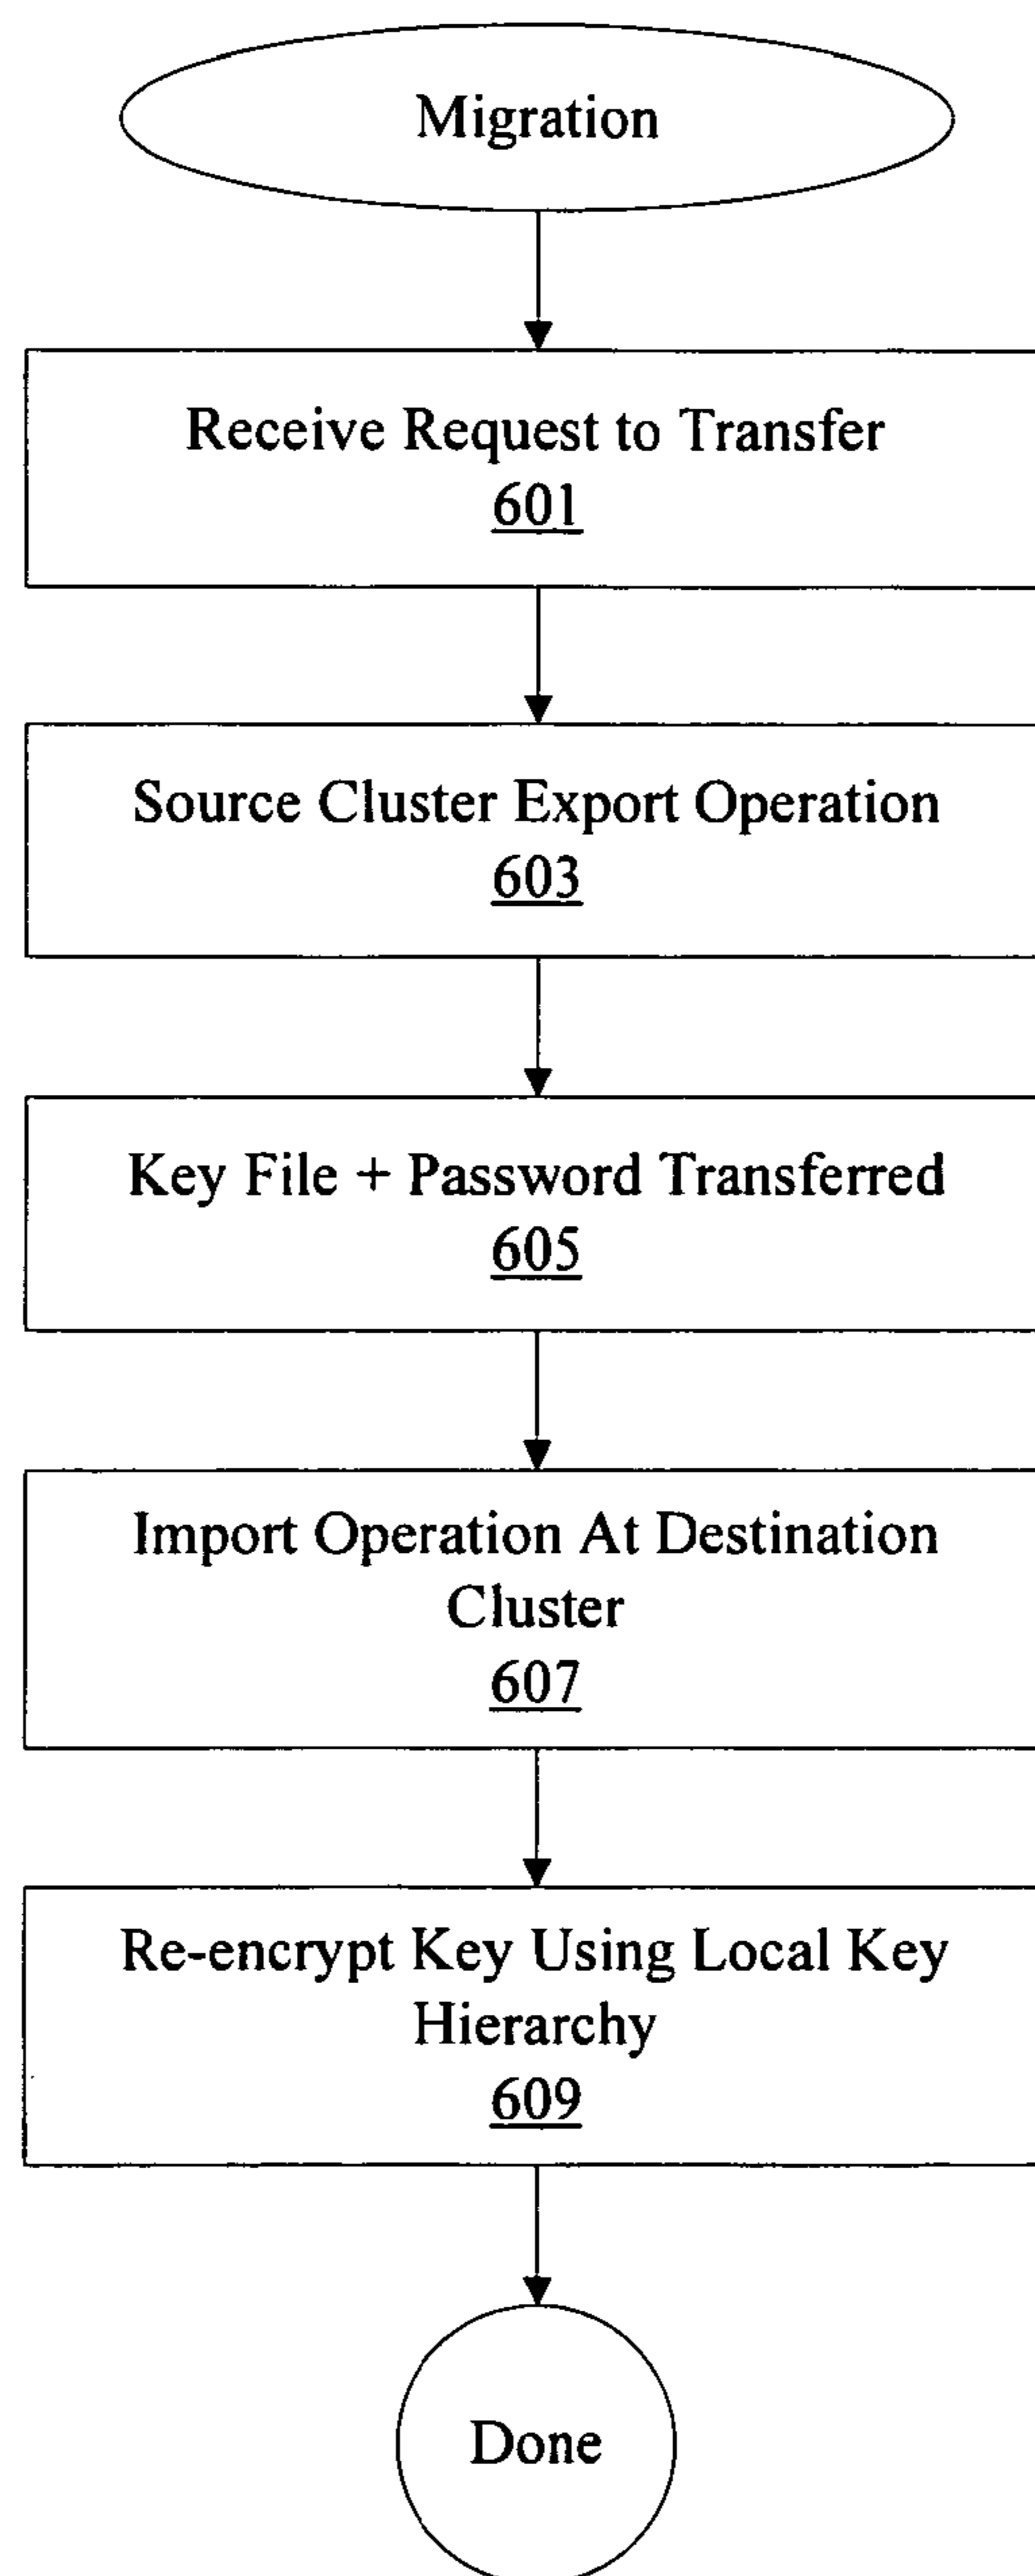 Migration
Receive Request to Transfer
601
Source Cluster Export Operation
603
Key File + Password Transferred
605
Import Operation At Destination
Cluster
607
Re-encrypt Key Using Local Key
Hierarchy
609
Done